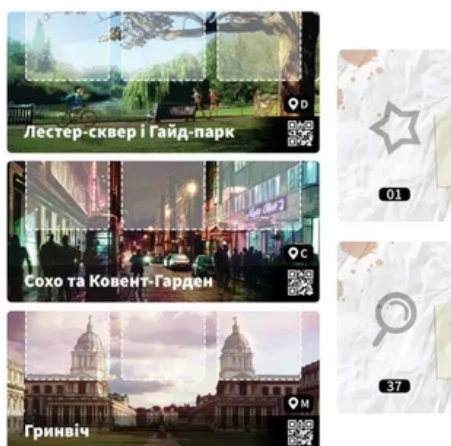 D
Лестер-сквер і Гайд-парк
01
C
Сохо та Ковент-Гарден
37
M
Гринвіч